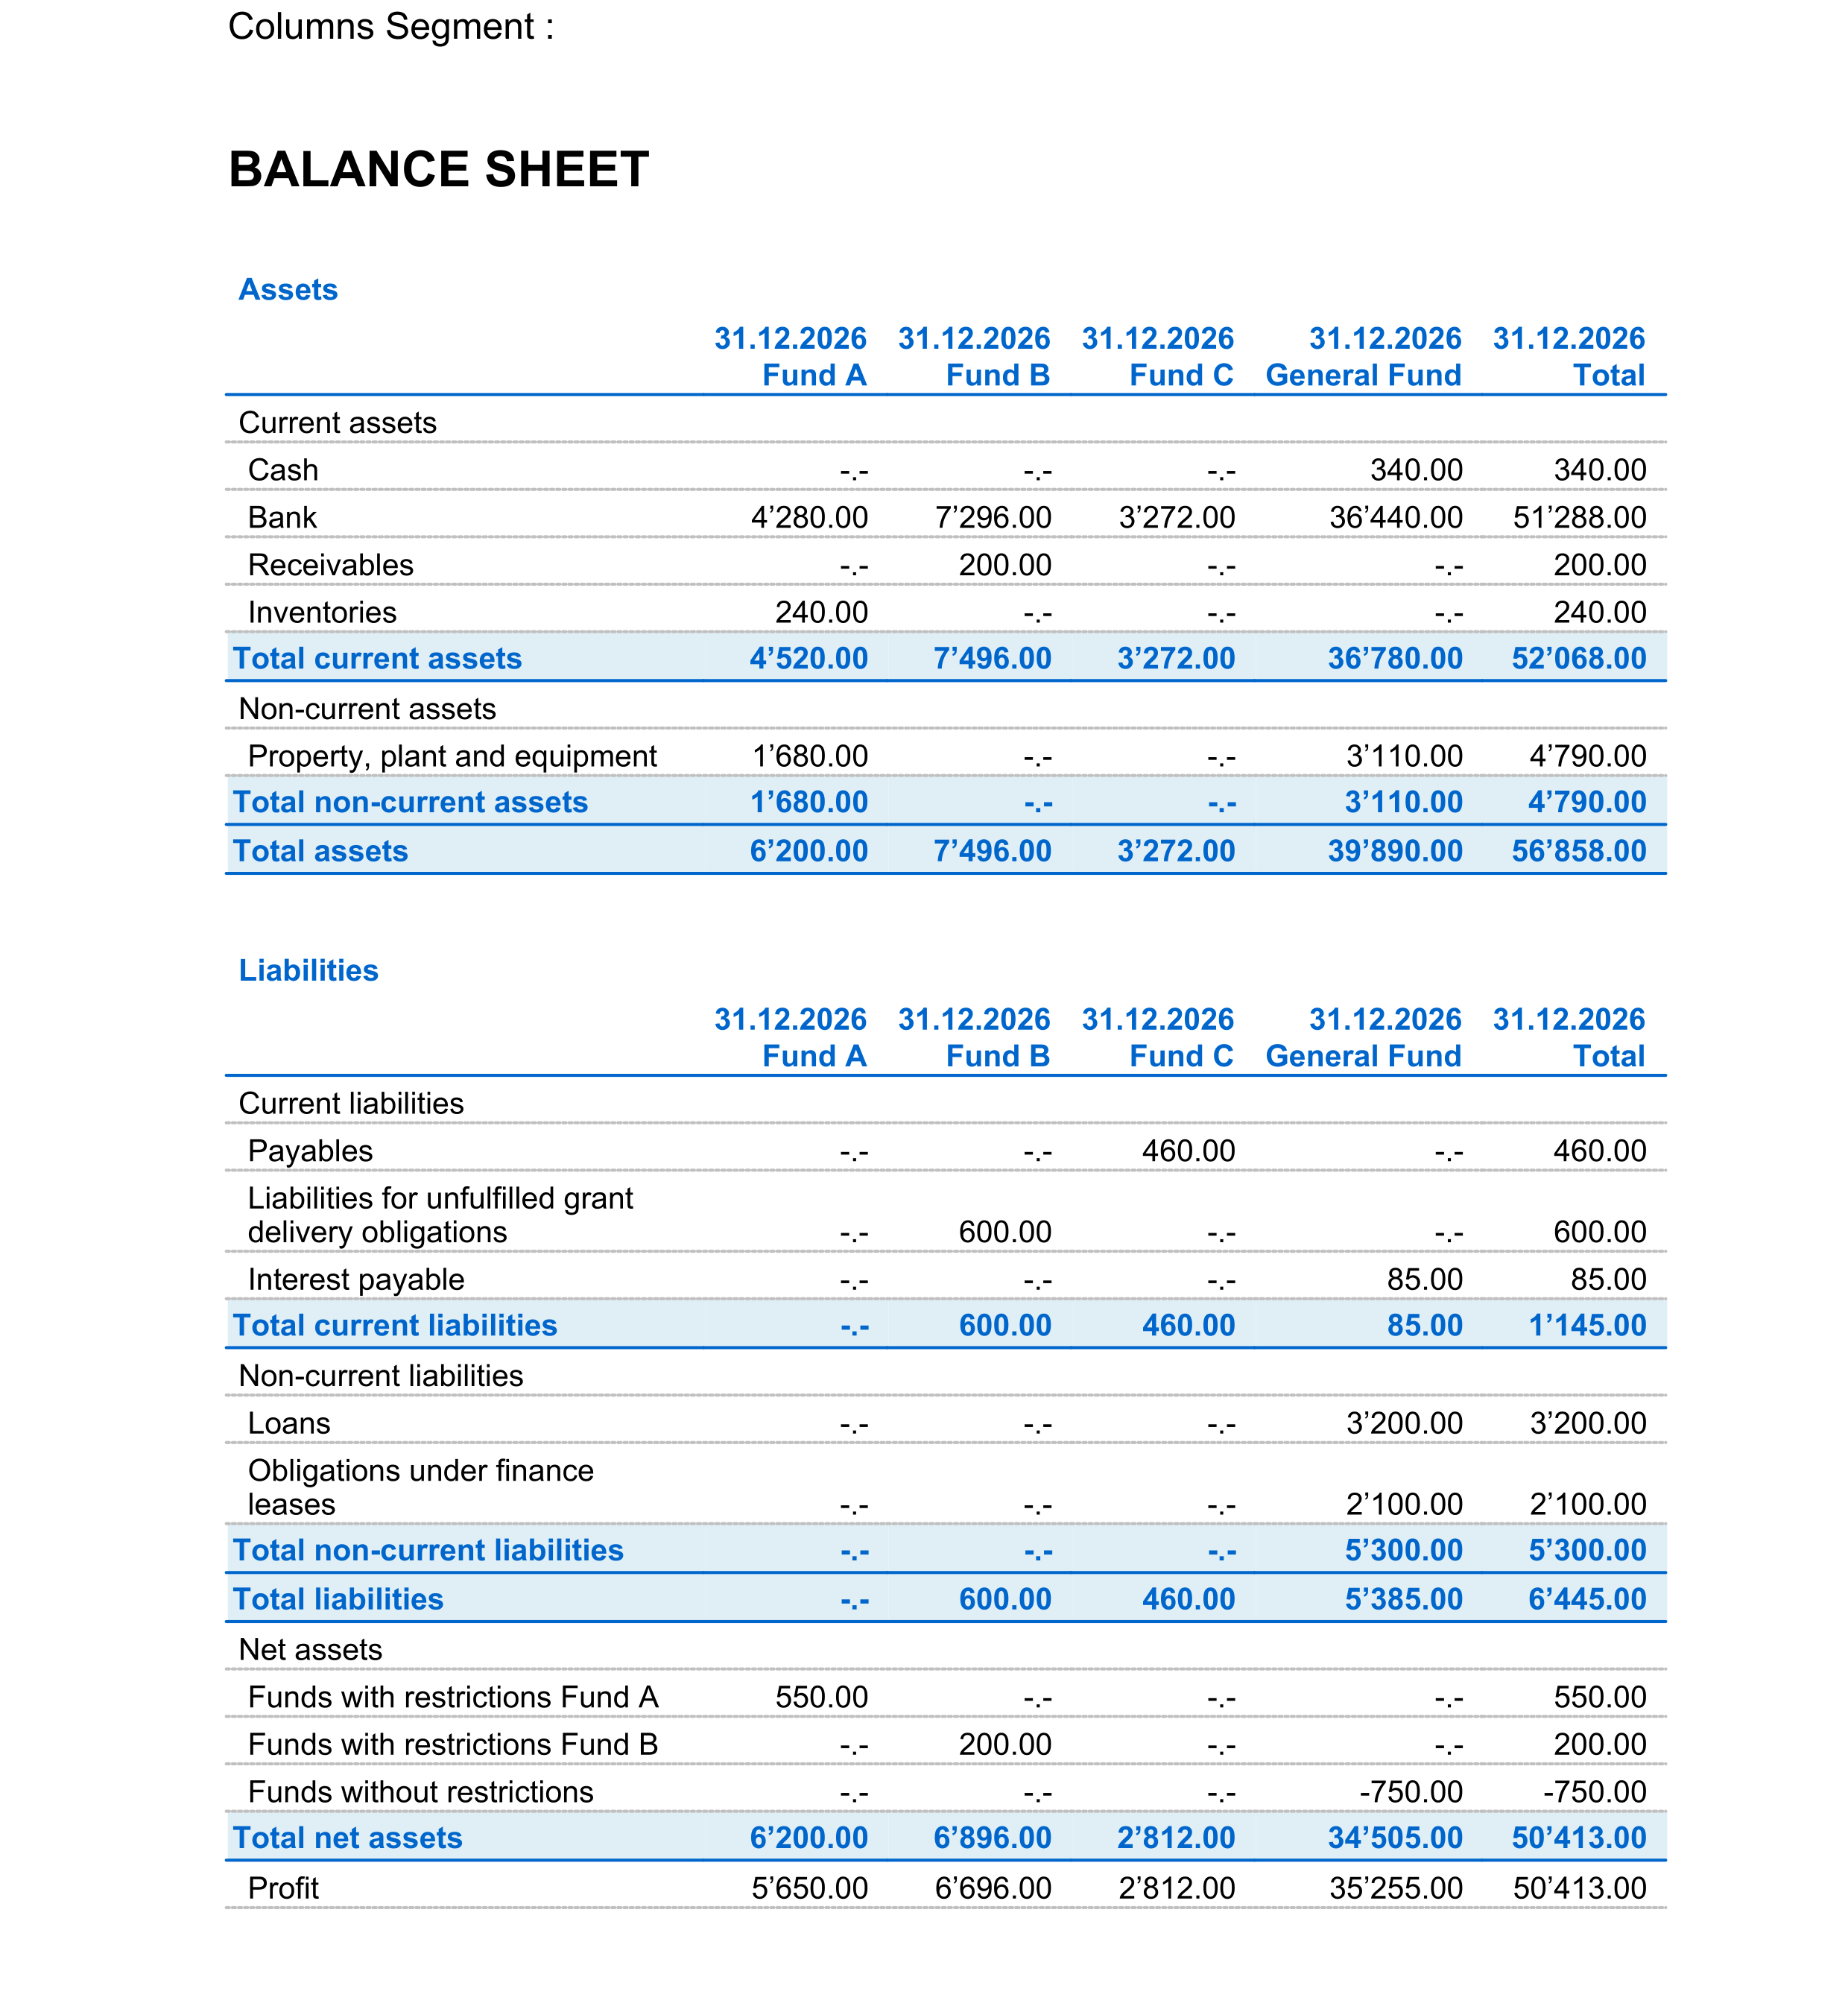 Columns Segment :
BALANCE SHEET
Assets
31.12.2026 31.12.2026 31.12.2026 31.12.2026 31.12.2026
Fund A Fund B Fund C General Fund Total
Current assets
Cash -.- -.- -.- 340.00 340.00
Bank 4’280.00 7’296.00 3’272.00 36’440.00 51’288.00
Receivables -.- 200.00 -.- -.- 200.00
Inventories 240.00 -.- -.- -.- 240.00
Total current assets 4’520.00 7’496.00 3’272.00 36’780.00 52’068.00
Non-current assets
Property, plant and equipment 1’680.00 -.- -.- 3’110.00 4’790.00
Total non-current assets 1’680.00 -.- -.- 3’110.00 4’790.00
Total assets 6’200.00 7’496.00 3’272.00 39’890.00 56’858.00
Liabilities
31.12.2026 31.12.2026 31.12.2026 31.12.2026 31.12.2026
Fund A Fund B Fund C General Fund Total
Current liabilities
Payables -.- -.- 460.00 -.- 460.00
Liabilities for unfulfilled grant
delivery obligations -.- 600.00 -.- -.- 600.00
Interest payable -.- -.- -.- 85.00 85.00
Total current liabilities -.- 600.00 460.00 85.00 1’145.00
Non-current liabilities
Loans -.- -.- -.- 3’200.00 3’200.00
Obligations under finance
leases -.- -.- -.- 2’100.00 2’100.00
Total non-current liabilities -.- -.- -.- 5’300.00 5’300.00
Total liabilities -.- 600.00 460.00 5’385.00 6’445.00
Net assets
Funds with restrictions Fund A 550.00 -.- -.- -.- 550.00
Funds with restrictions Fund B -.- 200.00 -.- -.- 200.00
Funds without restrictions -.- -.- -.- -750.00 -750.00
Total net assets 6’200.00 6’896.00 2’812.00 34’505.00 50’413.00
Profit 5’650.00 6’696.00 2’812.00 35’255.00 50’413.00